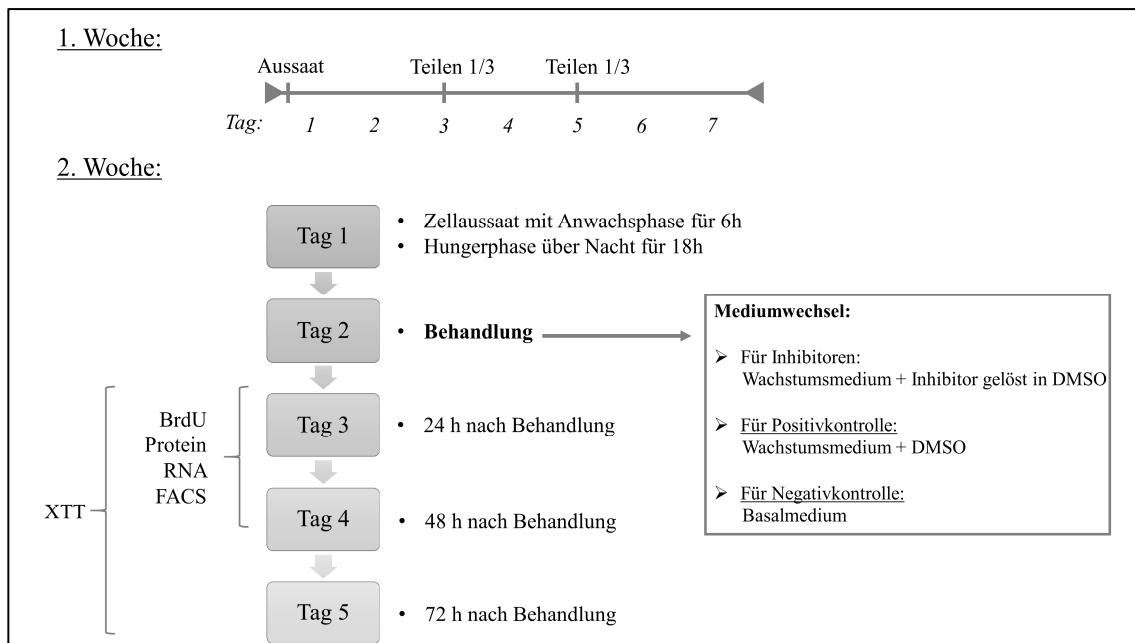 1. Woche:
Aussaat Teilen 1/3 Teilen 1/3
Tag: 1 2 3 4 5 6 7
2. Woche:
Tag 1
• Zellaussaat mit Anwachsphase für 6h
• Hungerphase über Nacht für 18h
Tag 2
• Behandlung
Mediumwechsel:
➢ Für Inhibitoren:
Wachstumsmedium + Inhibitor gelöst in DMSO
➢ Für Positivkontrolle:
Wachstumsmedium + DMSO
➢ Für Negativkontrolle:
Basalmedium
XTT
BrdU
Protein
RNA
FACS
Tag 3
• 24 h nach Behandlung
Tag 4
• 48 h nach Behandlung
Tag 5
• 72 h nach Behandlung